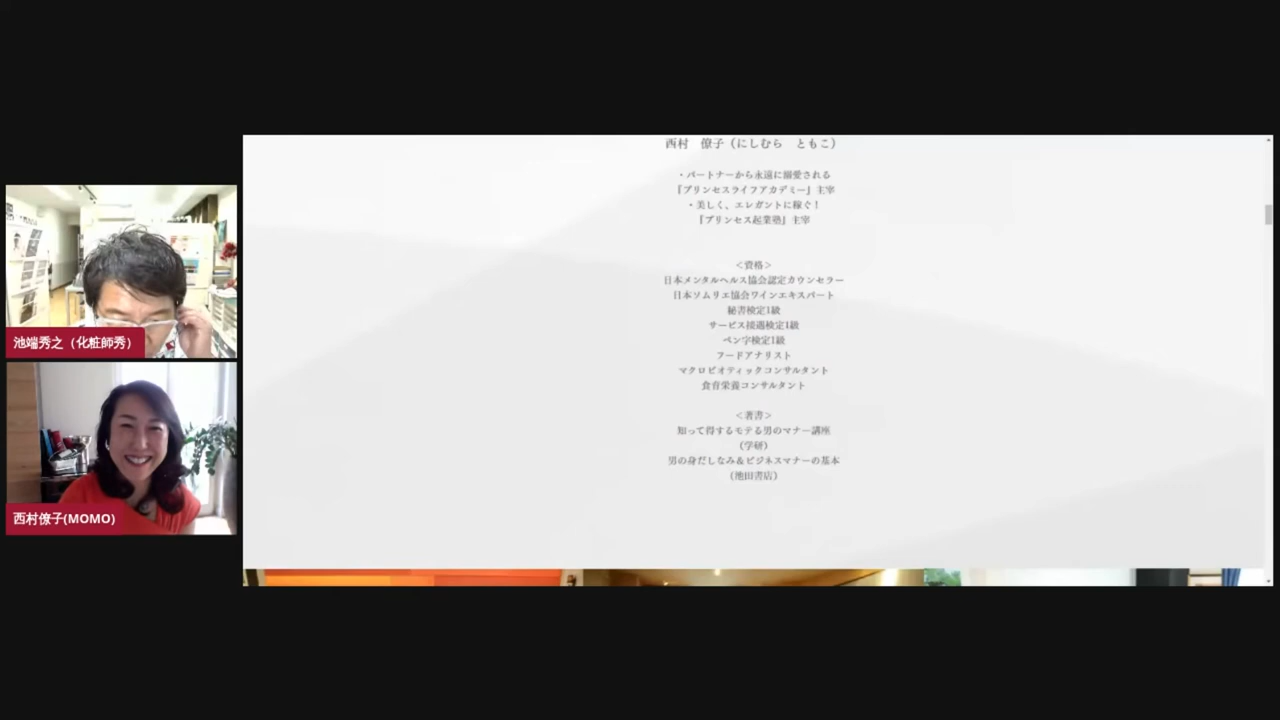 池端秀之（化粧師秀）
西村僚子(MOMO)
西村　僚子（にしむら　ともこ）
・パートナーから永遠に溺愛される
『プリンセスライフアカデミー』主宰
・美しく、エレガントに稼ぐ！
『プリンセス起業塾』主宰
＜資格＞
日本メンタルヘルス協会認定カウンセラー
日本ソムリエ協会ワインエキスパート
秘書検定1級
サービス接遇検定1級
ペン字検定1級
フードアナリスト
マクロビオティックコンサルタント
食育栄養コンサルタント
＜著書＞
知って得するモテる男のマナー講座
（学研）
男の身だしなみ＆ビジネスマナーの基本
（池田書店）